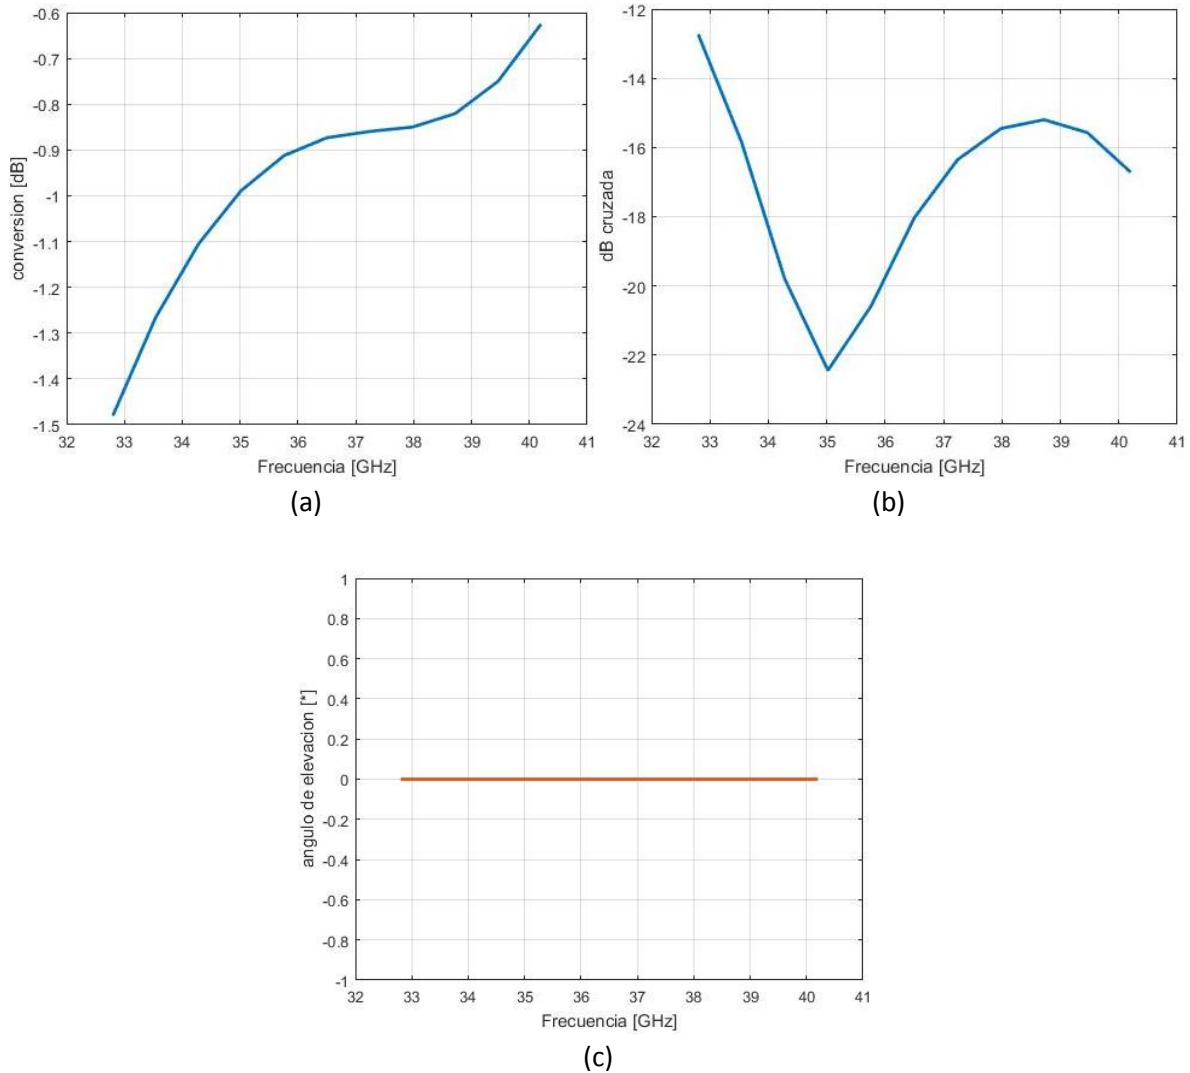 -0.6
-0.7
-0.8
-0.9
-1
-1.1
-1.2
-1.3
-1.4
-1.5
conversion [dB]
32 33 34 35 36 37 38 39 40 41
Frecuencia [GHz]
(a)
-12
-14
-16
-18
-20
-22
-24
dB cruzada
32 33 34 35 36 37 38 39 40 41
Frecuencia [GHz]
(b)
1
0.8
0.6
0.4
0.2
0
-0.2
-0.4
-0.6
-0.8
-1
angulo de elevacion [*]
32 33 34 35 36 37 38 39 40 41
Frecuencia [GHz]
(c)